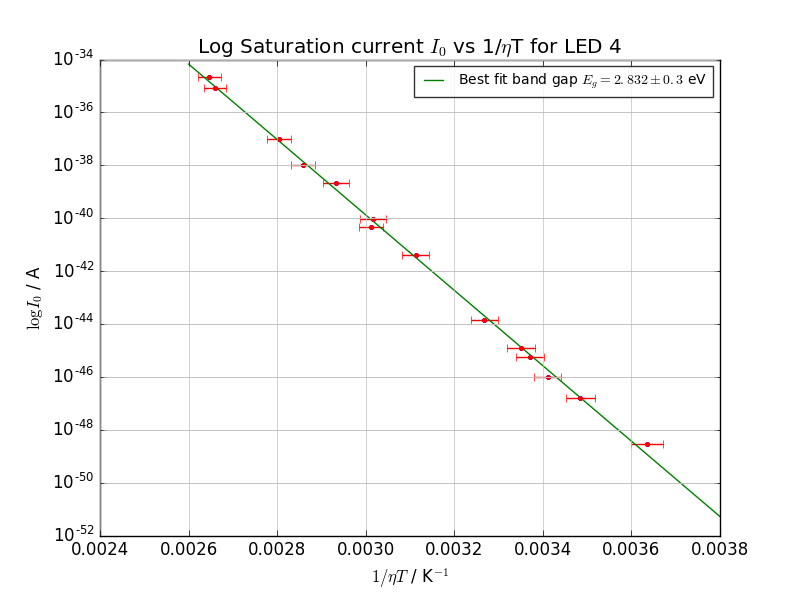 Log Saturation current I₀ vs 1/ηT for LED 4
Best fit band gap E_g = 2.832 ± 0.3 eV
10⁻³⁴
10⁻³⁶
10⁻³⁸
10⁻⁴⁰
10⁻⁴²
10⁻⁴⁴
10⁻⁴⁶
10⁻⁴⁸
10⁻⁵⁰
10⁻⁵²
log I₀ / A
0.0024 0.0026 0.0028 0.0030 0.0032 0.0034 0.0036 0.0038
1/ηT / K⁻¹